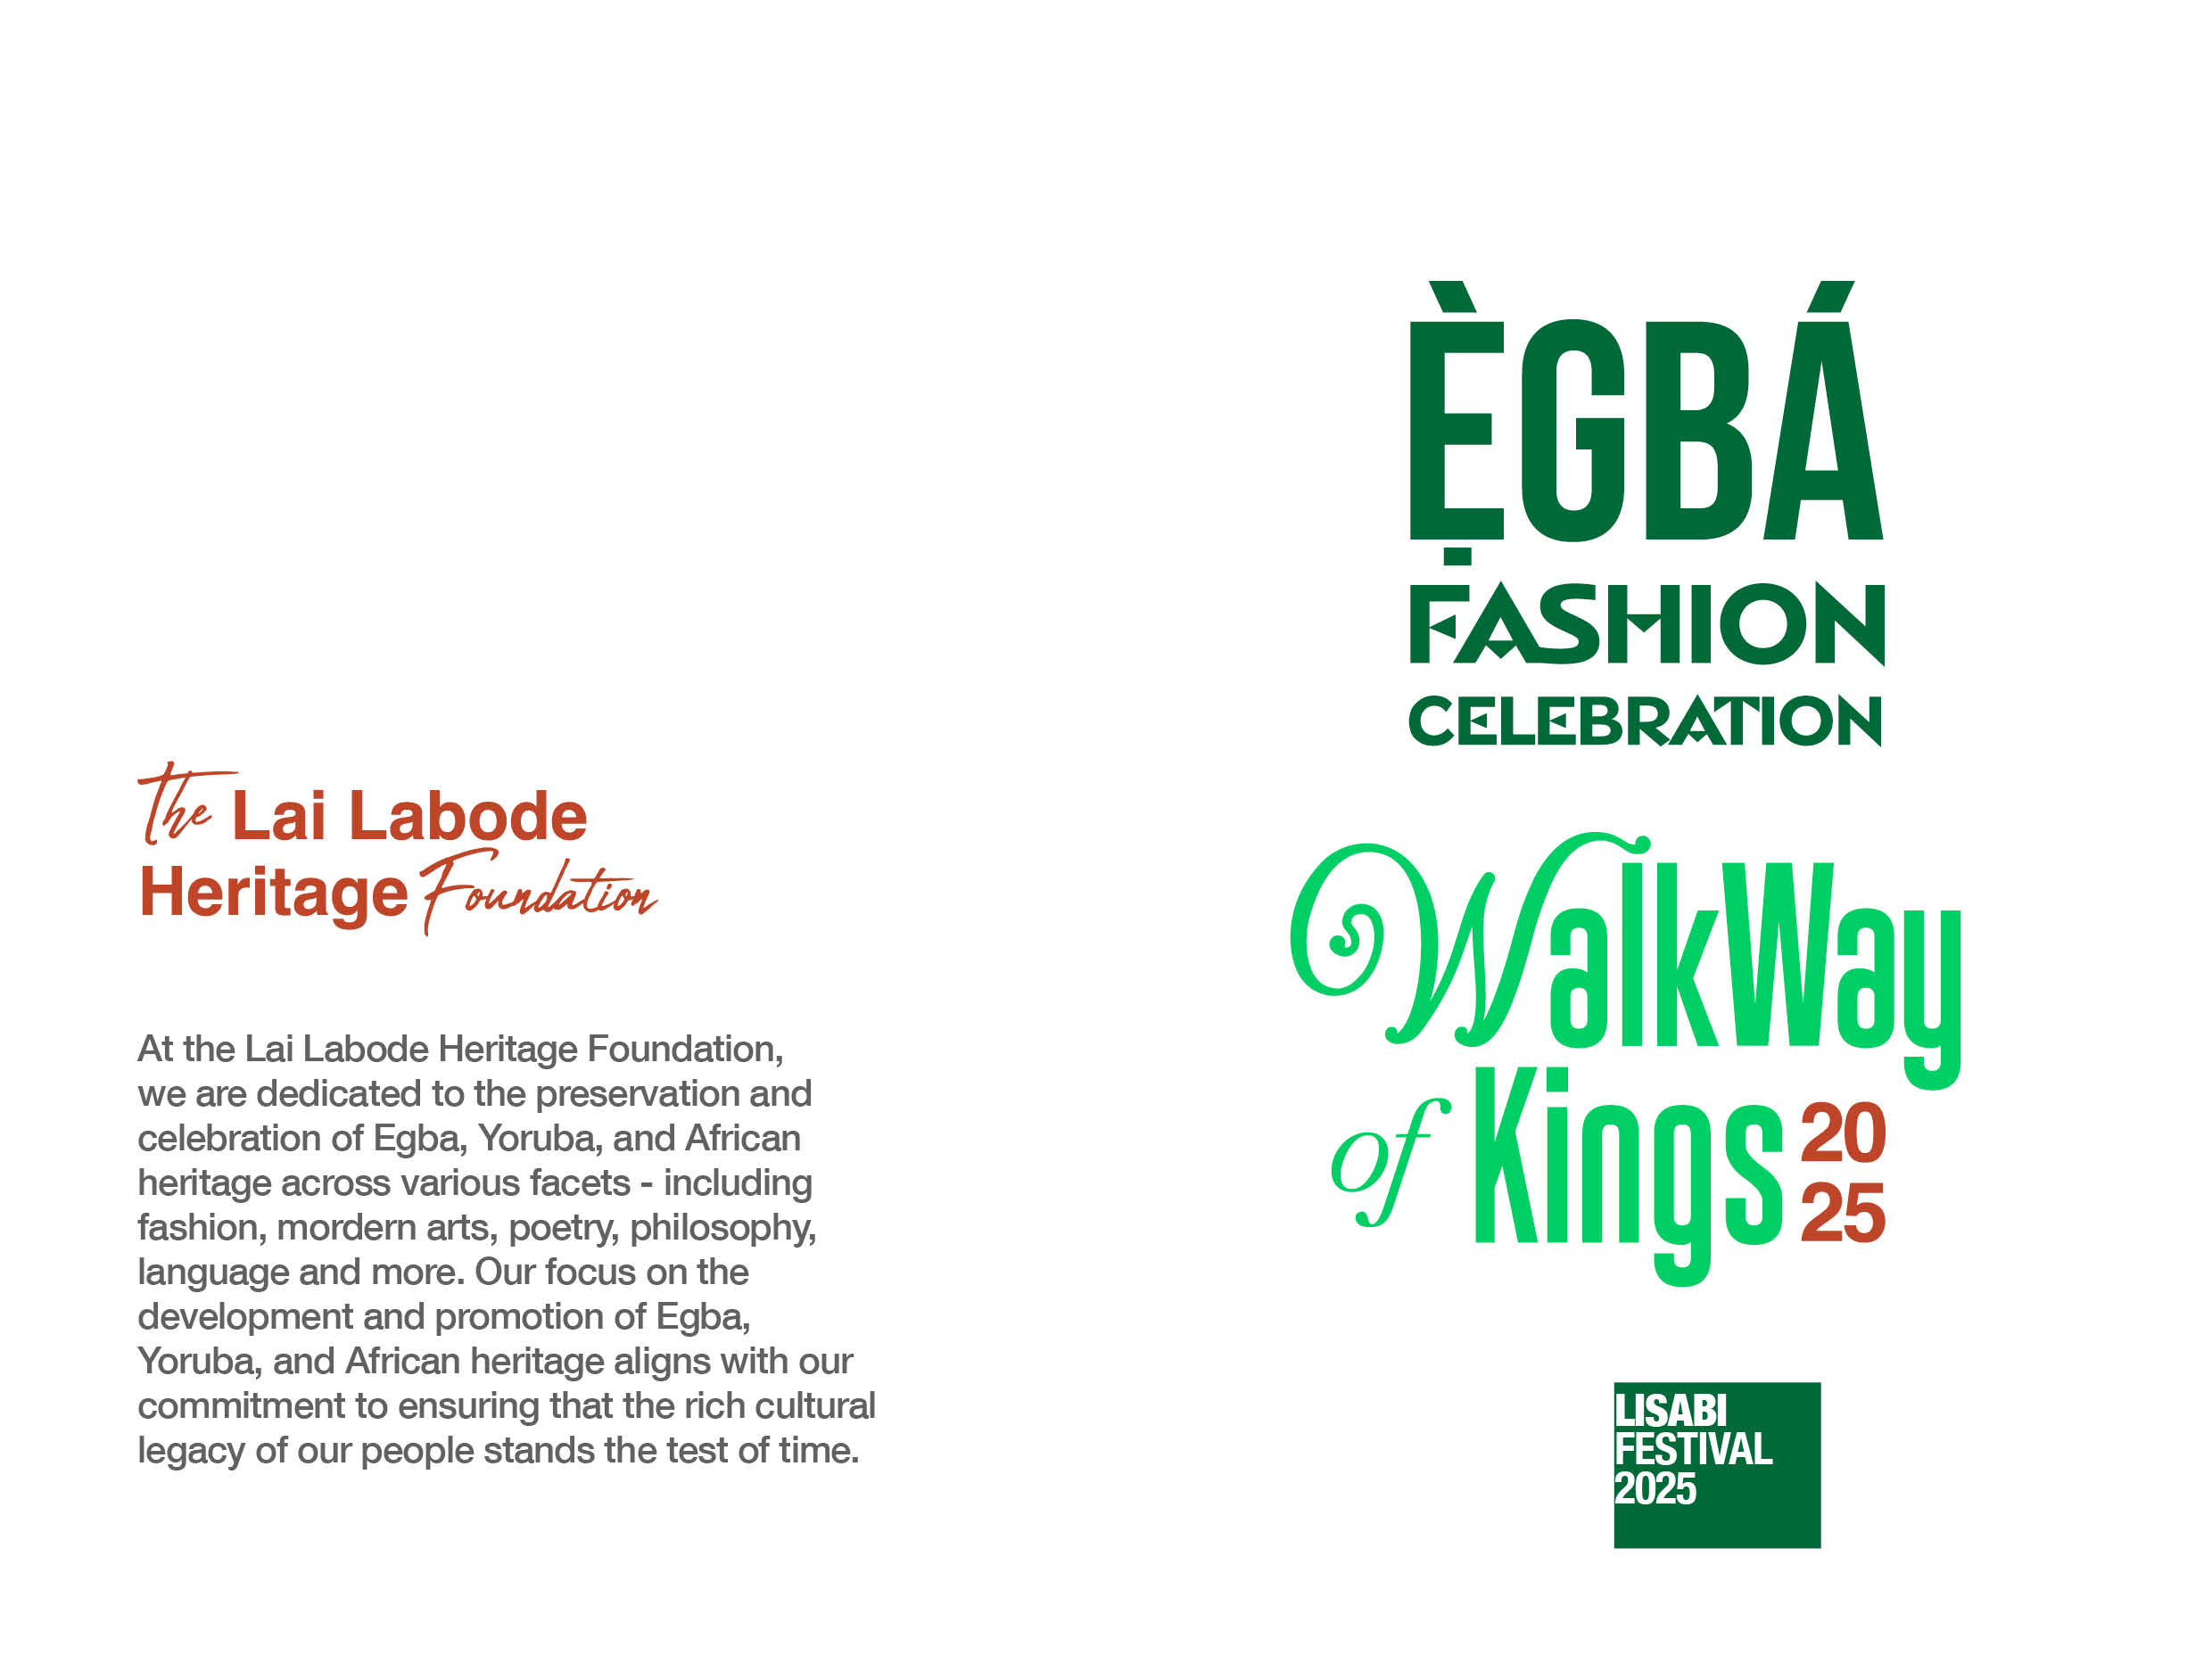 The Lai Labode
Heritage Foundation
At the Lai Labode Heritage Foundation,
we are dedicated to the preservation and
celebration of Egba, Yoruba, and African
heritage across various facets - including
fashion, mordern arts, poetry, philosophy,
language and more. Our focus on the
development and promotion of Egba,
Yoruba, and African heritage aligns with our
commitment to ensuring that the rich cultural
legacy of our people stands the test of time.
Ẹ̀GBÁ
FASHION
CELEBRATION
WalkWay
of Kings 20
25
LISABI
FESTIVAL
2025